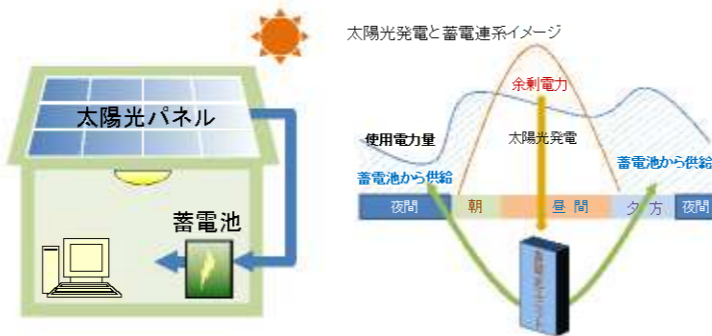 太陽光パネル
蓄電池
太陽光発電と蓄電連系イメージ
余剰電力
使用電力量
太陽光発電
蓄電池から供給
蓄電池から供給
夜間
朝
昼間
夕方
夜間